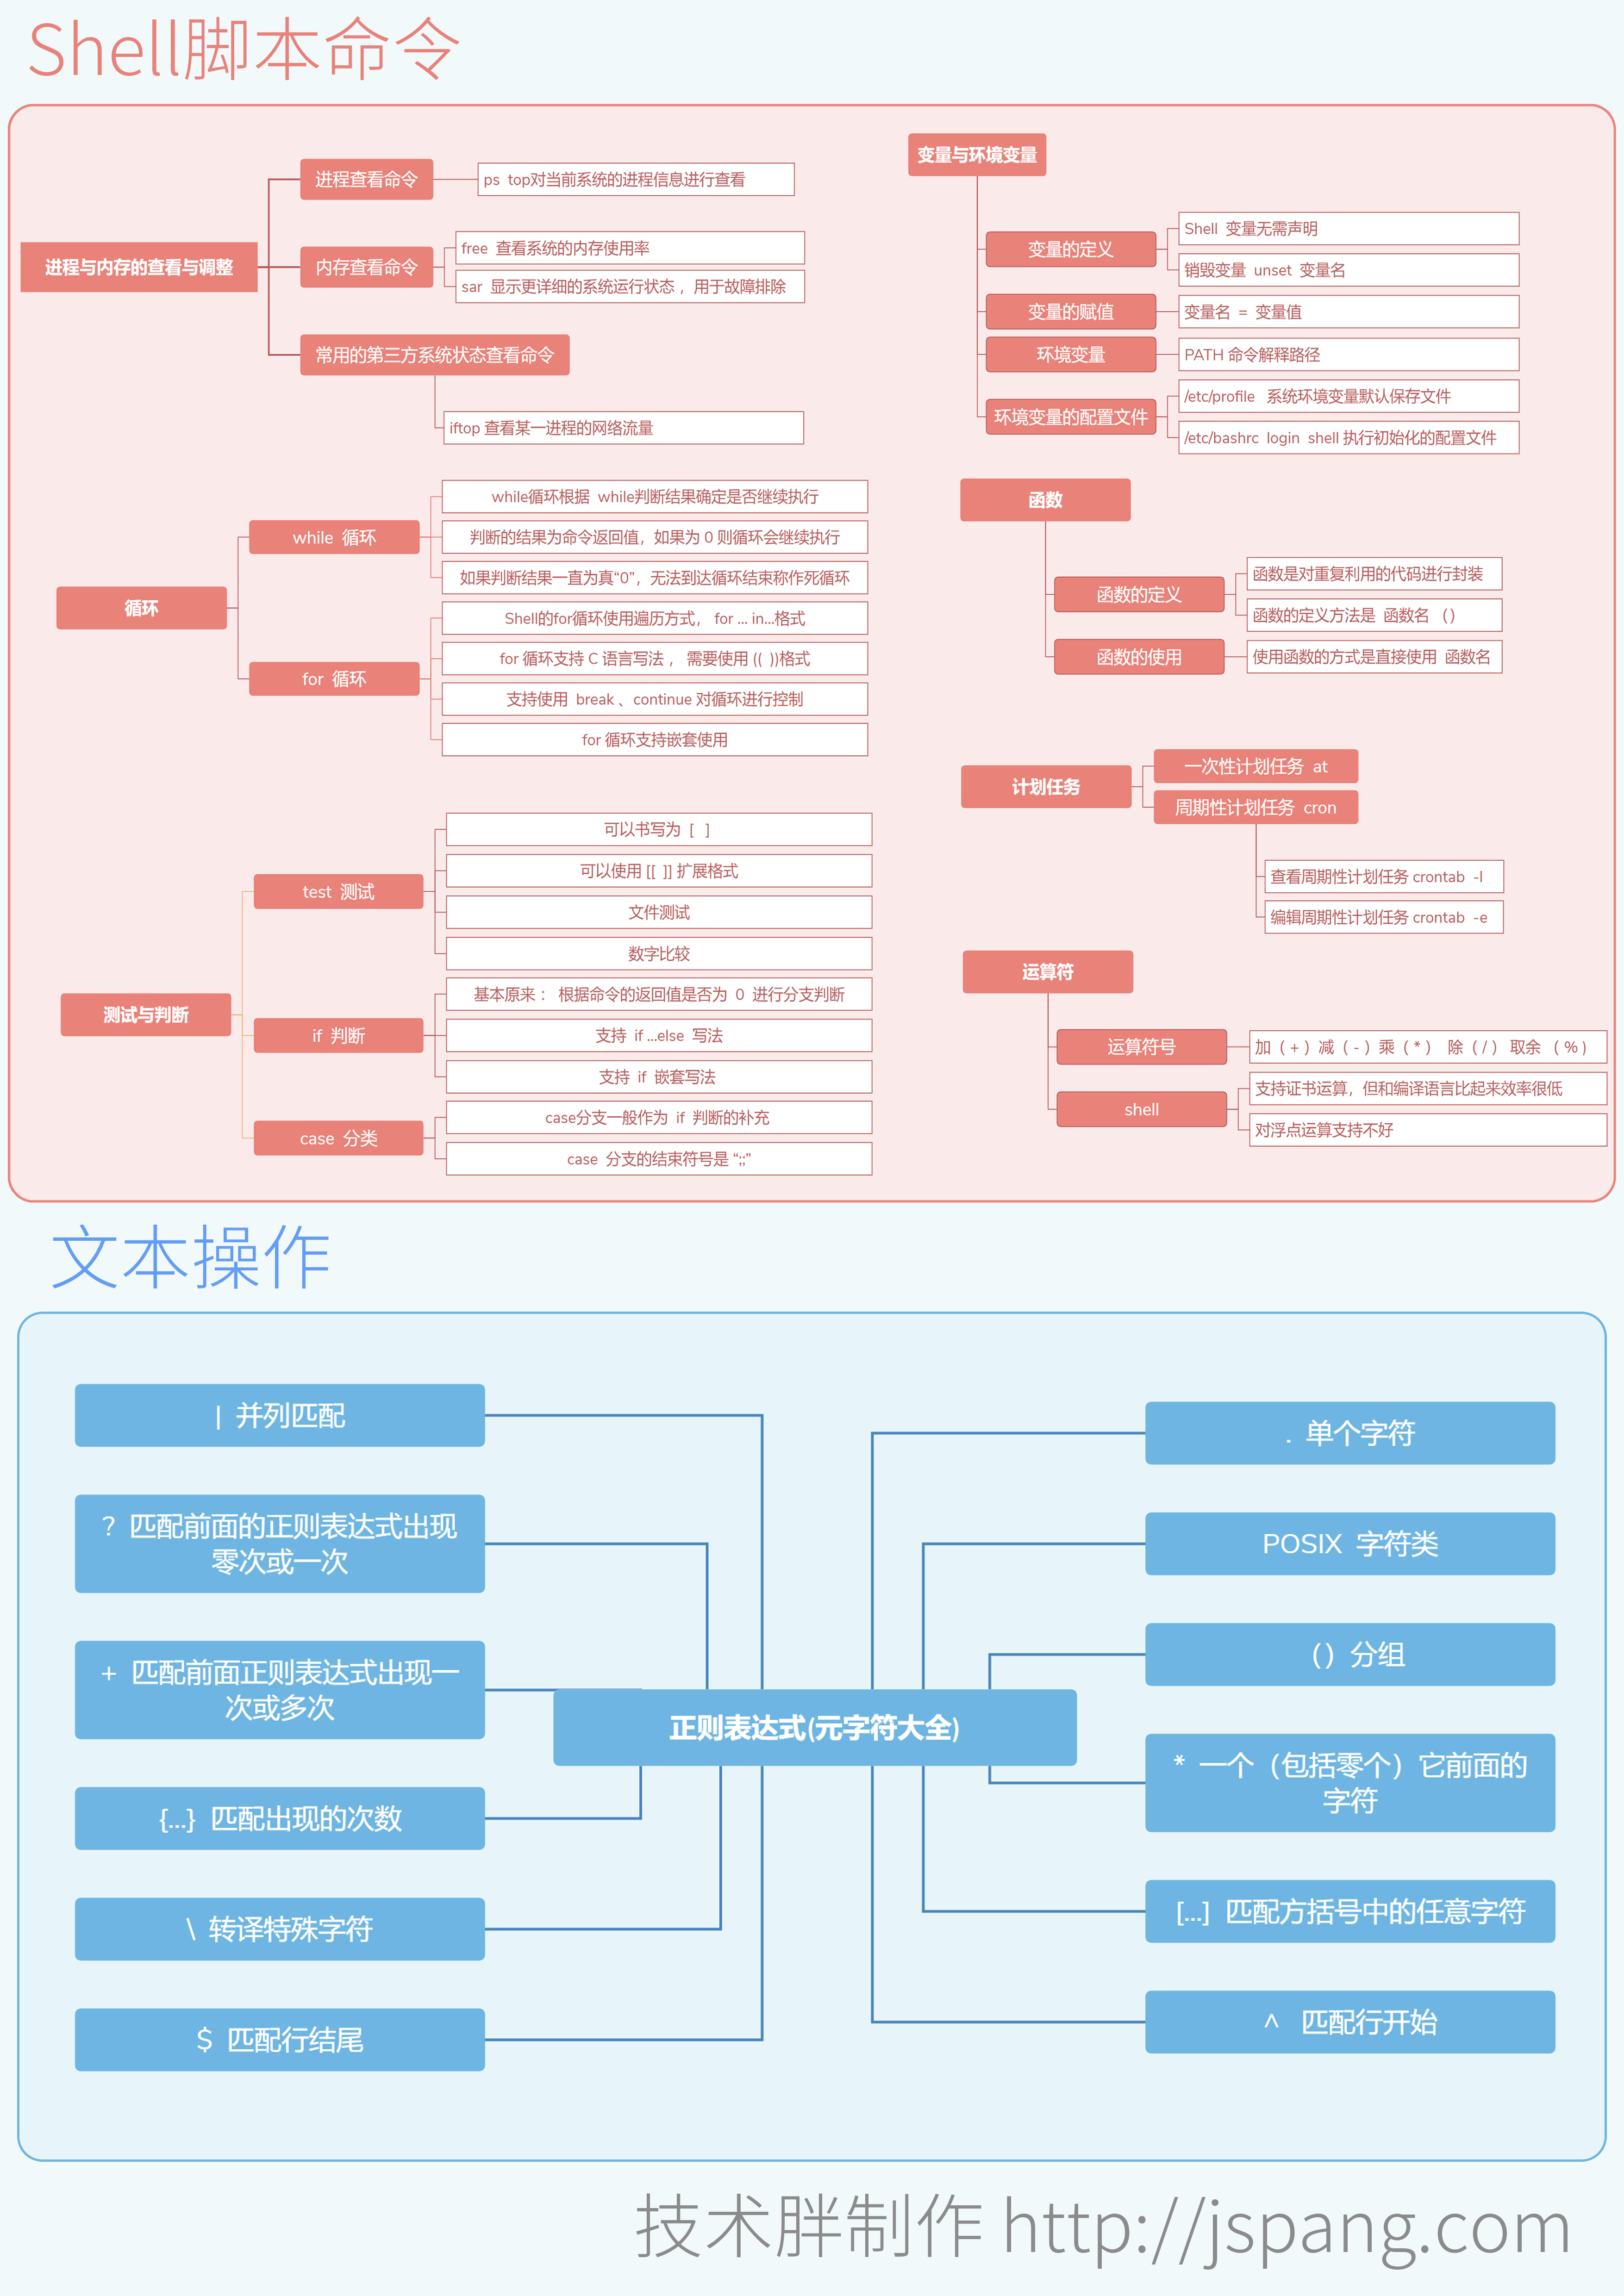 Shell脚本命令
进程与内存的查看与调整
进程查看命令
ps top对当前系统的进程信息进行查看
内存查看命令
free 查看系统的内存使用率
sar 显示更详细的系统运行状态，用于故障排除
常用的第三方系统状态查看命令
iftop 查看某一进程的网络流量
循环
while 循环
while循环根据 while判断结果确定是否继续执行
判断的结果为命令返回值，如果为 0 则循环会继续执行
如果判断结果一直为真“0”，无法到达循环结束称作死循环
for 循环
Shell的for循环使用遍历方式， for ... in...格式
for 循环支持 C 语言写法， 需要使用 (( ))格式
支持使用 break 、continue 对循环进行控制
for 循环支持嵌套使用
测试与判断
test 测试
可以书写为 [ ]
可以使用 [[ ]] 扩展格式
文件测试
数字比较
if 判断
基本原来： 根据命令的返回值是否为 0 进行分支判断
支持 if ...else 写法
支持 if 嵌套写法
case 分类
case分支一般作为 if 判断的补充
case 分支的结束符号是 “;;”
变量与环境变量
变量的定义
Shell 变量无需声明
销毁变量 unset 变量名
变量的赋值
变量名 = 变量值
环境变量
PATH 命令解释路径
环境变量的配置文件
/etc/profile 系统环境变量默认保存文件
/etc/bashrc login shell 执行初始化的配置文件
函数
函数的定义
函数是对重复利用的代码进行封装
函数的定义方法是 函数名 （）
函数的使用
使用函数的方式是直接使用 函数名
计划任务
一次性计划任务 at
周期性计划任务 cron
查看周期性计划任务 crontab -l
编辑周期性计划任务 crontab -e
运算符
运算符号
加（ + ）减（ - ）乘（ * ） 除（ / ） 取余 （ % ）
shell
支持证书运算，但和编译语言比起来效率很低
对浮点运算支持不好
文本操作
正则表达式(元字符大全)
| 并列匹配
? 匹配前面的正则表达式出现
零次或一次
+ 匹配前面正则表达式出现一
次或多次
{...} 匹配出现的次数
\ 转译特殊字符
$ 匹配行结尾
. 单个字符
POSIX 字符类
（）分组
* 一个（包括零个）它前面的
字符
[...] 匹配方括号中的任意字符
^ 匹配行开始
技术胖制作 http://jspang.com